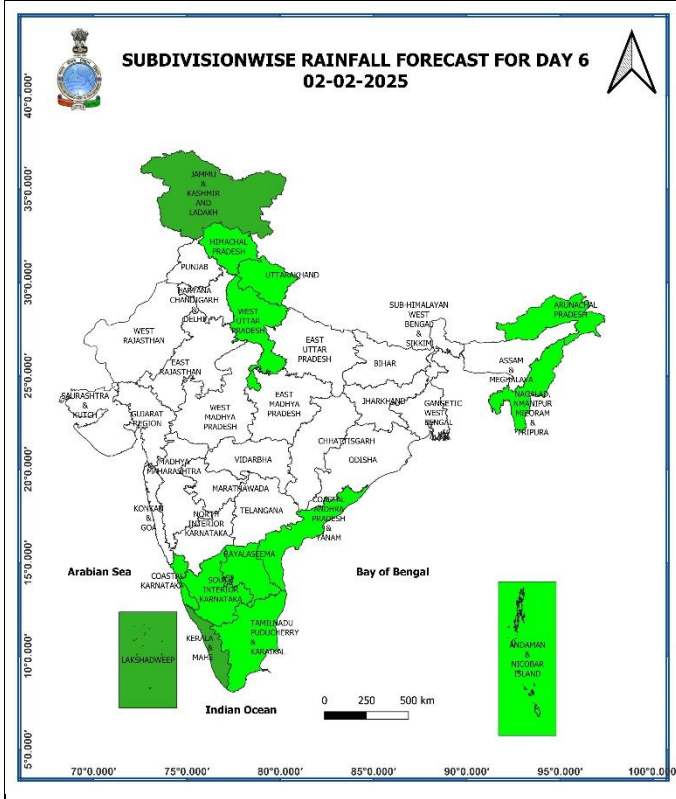 SUBDIVISIONWISE RAINFALL FORECAST FOR DAY 6
02-02-2025
40°0.000'
35°0.000'
30°0.000'
25°0.000'
20°0.000'
15°0.000'
10°0.000'
5°0.000'
JAMMU
&
KASHMIR
AND
LADAKH
HIMACHAL
PRADESH
PUNJAB
UTTARAKHAND
HARYANA
CHANDIGARH
&
DELHI
WEST
UTTAR
PRADESH
WEST
RAJASTHAN
EAST
RAJASTHAN
EAST
UTTAR
PRADESH
SUB-HIMALAYAN
WEST
BENGAL
&
SIKKIM
ARUNACHAL
PRADESH
BIHAR
ASSAM
&
MEGHALAYA
NAGALAD,
NMANIPUR
MIZORAM
&
TRIPURA
SAURASHTRA
&
KUTCH
GUJARAT
REGION
WEST
MADHYA
PRADESH
EAST
MADHYA
PRADESH
JHARKHAND
GANGETIC
WEST
BENGAL
CHHATTISGARH
ODISHA
MADHYA
MAHARSHTRA
VIDARBHA
MARATHAWADA
KONKAN
&
GOA
NORTH
INTERIOR
KARNATAKA
TELANGANA
COASTAL
ANDHRA
PRADESH
&
YANAM
RAYALASEEMA
COASTAL
KARNATAKA
SOUTH
INTERIOR
KARNATAKA
Arabian Sea
Bay of Bengal
TAMILNADU
PUDUCHERRY
&
KARAIKAL
KERALA
&
MAHE
LAKSHADWEEP
ANDAMAN
&
NICOBAR
ISLAND
Indian Ocean
0 250 500 km
70°0.000' 75°0.000' 80°0.000' 85°0.000' 90°0.000' 95°0.000' 100°0.000'